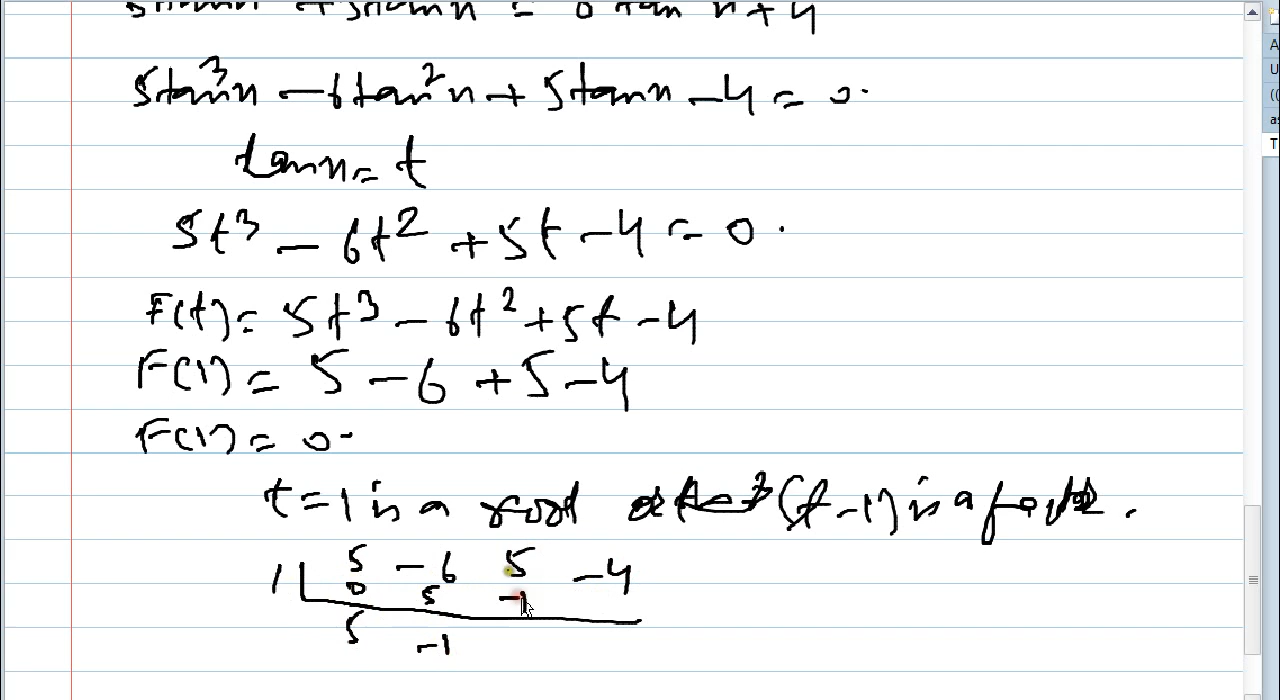 5tan³x - 6tan²x + 5tanx - 4 = 0.
tanx = t
5t³ - 6t² + 5t - 4 = 0.
F(t) = 5t³ - 6t² + 5t - 4
F(1) = 5 - 6 + 5 - 4
F(1) = 0.
t = 1 is a root (t - 1) is a factor.
1 5 - 6 5 - 4
0 5 - 1
5 - 1